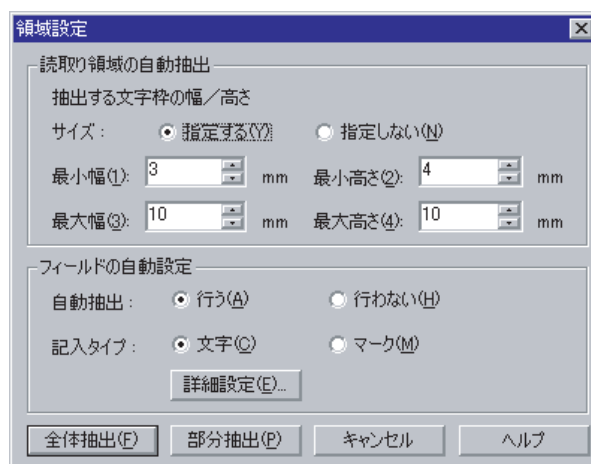 領域設定
読取り領域の自動抽出
抽出する文字枠の幅／高さ
サイズ： 指定する(Y) 指定しない(N)
最小幅(1): 3 mm 最小高さ(2): 4 mm
最大幅(3): 10 mm 最大高さ(4): 10 mm
フィールドの自動設定
自動抽出： 行う(A) 行わない(H)
記入タイプ： 文字(C) マーク(M)
詳細設定(E)...
全体抽出(F) 部分抽出(P) キャンセル ヘルプ